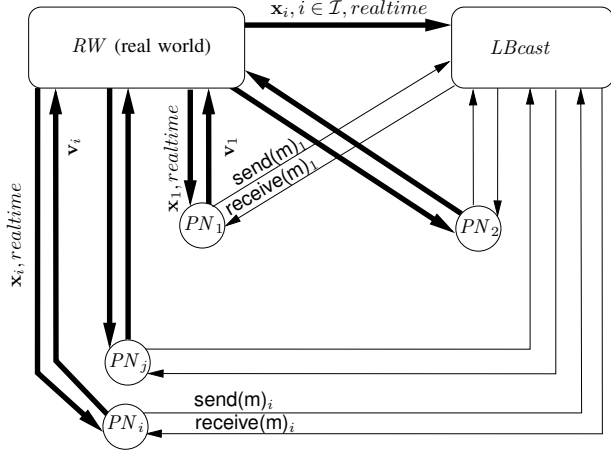 x_i, i ∈ I, realtime
RW (real world)
LBcast
x_i, realtime
v_i
x_1, realtime
v_1
send(m)_1
receive(m)_1
PN_1
PN_2
PN_j
PN_i
send(m)_i
receive(m)_i